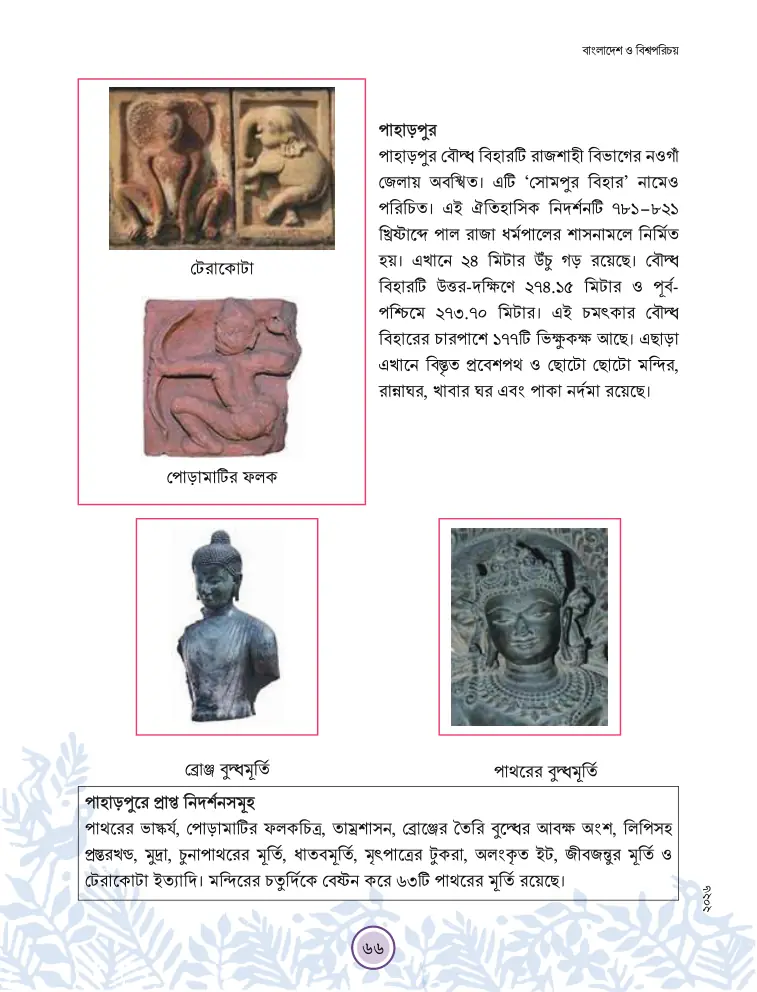 বাংলাদেশ ও বিশ্বপরিচয়
টেরাকোটা
পোড়ামাটির ফলক
পাহাড়পুর
পাহাড়পুর বৌদ্ধ বিহারটি রাজশাহী বিভাগের নওগাঁ
জেলায় অবস্থিত। এটি ‘সোমপুর বিহার’ নামেও
পরিচিত। এই ঐতিহাসিক নিদর্শনটি ৭৮১–৮২১
খ্রিষ্টাব্দে পাল রাজা ধর্মপালের শাসনামলে নির্মিত
হয়। এখানে ২৪ মিটার উঁচু গড় রয়েছে। বৌদ্ধ
বিহারটি উত্তর-দক্ষিণে ২৭৪.১৫ মিটার ও পূর্ব-
পশ্চিমে ২৭৩.৭০ মিটার। এই চমৎকার বৌদ্ধ
বিহারের চারপাশে ১৭৭টি ভিক্ষুকক্ষ আছে। এছাড়া
এখানে বিস্তৃত প্রবেশপথ ও ছোটো ছোটো মন্দির,
রান্নাঘর, খাবার ঘর এবং পাকা নর্দমা রয়েছে।
ব্রোঞ্জ বুদ্ধমূর্তি
পাথরের বুদ্ধমূর্তি
পাহাড়পুরে প্রাপ্ত নিদর্শনসমূহ
পাথরের ভাস্কর্য, পোড়ামাটির ফলকচিত্র, তাম্রশাসন, ব্রোঞ্জের তৈরি বুদ্ধের আবক্ষ অংশ, লিপিসহ
প্রস্তরখন্ড, মুদ্রা, চুনাপাথরের মূর্তি, ধাতবমূর্তি, মৃৎপাত্রের টুকরা, অলংকৃত ইট, জীবজন্তুর মূর্তি ও
টেরাকোটা ইত্যাদি। মন্দিরের চতুর্দিকে বেষ্টন করে ৬৩টি পাথরের মূর্তি রয়েছে।
২০২৬
৬৬